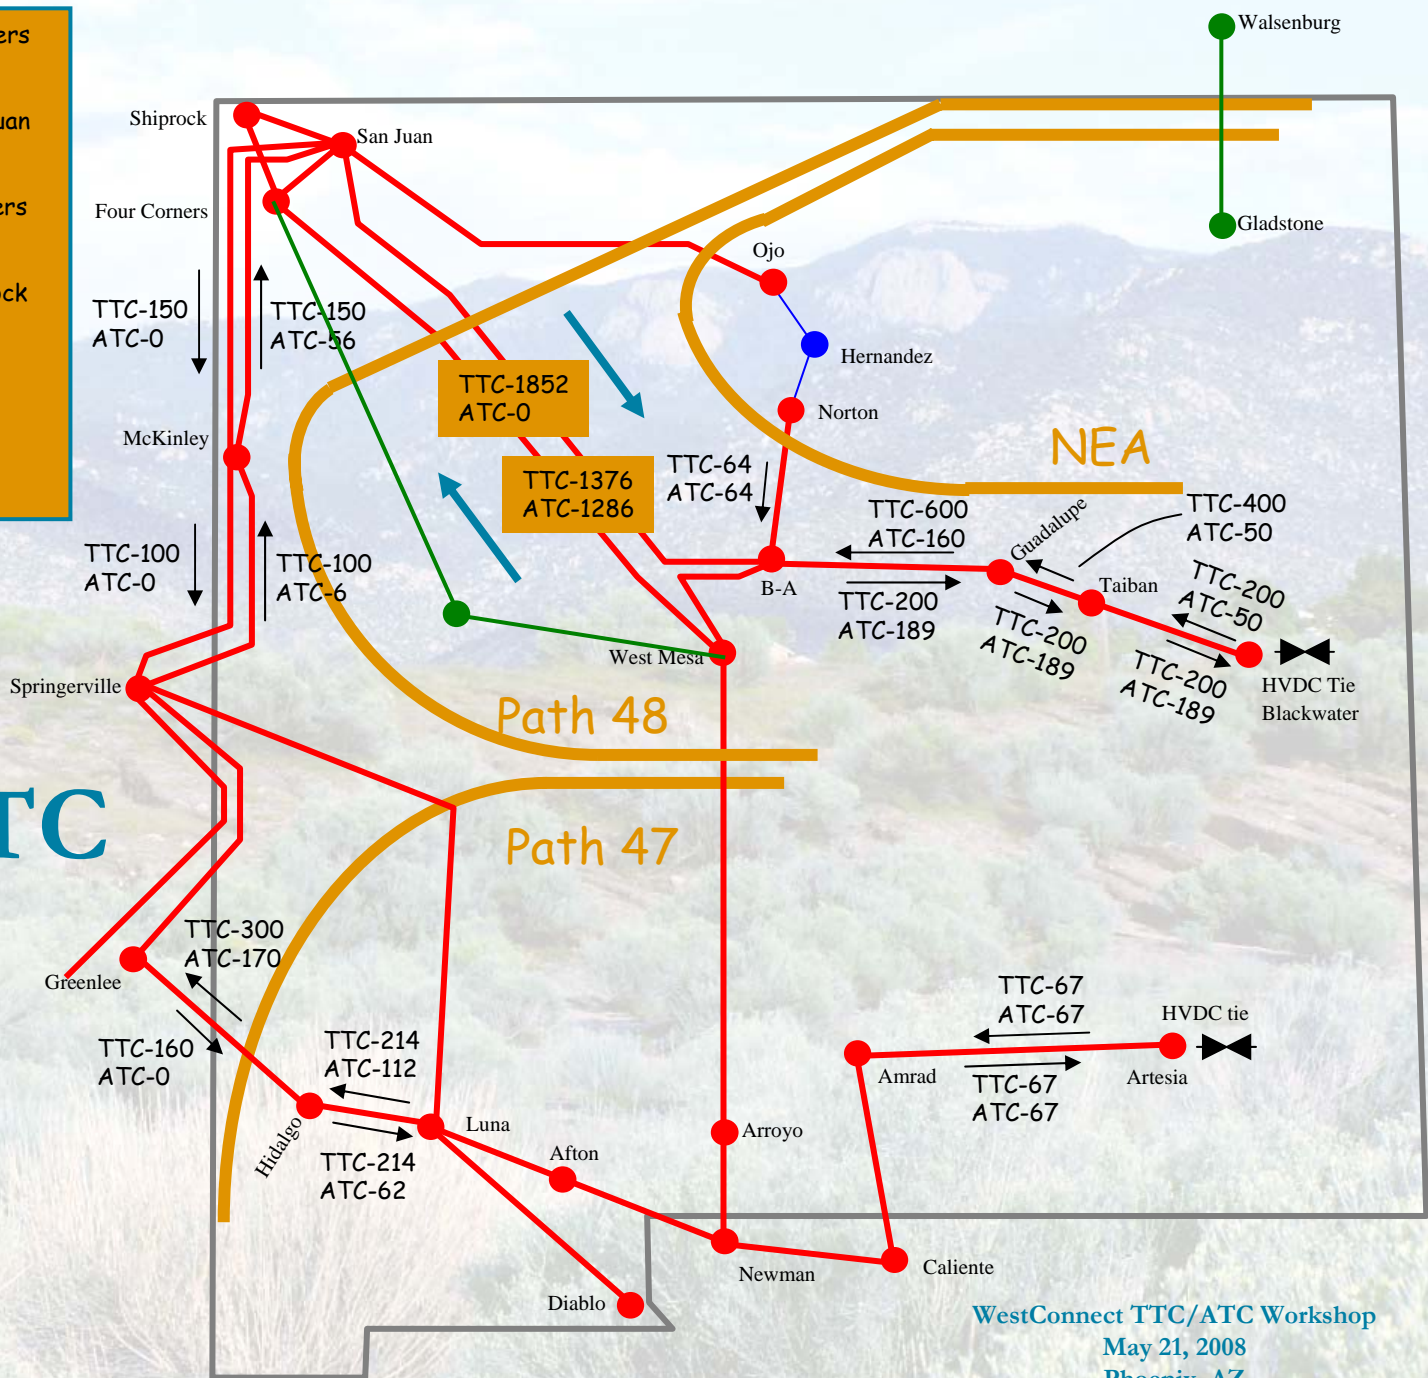 ers
uan
ers
ock
Walsenburg
Shiprock
San Juan
Four Corners
Gladstone
Ojo
TTC-150
ATC-0
TTC-150
ATC-56
Hernandez
TTC-1852
ATC-0
Norton
McKinley
NEA
TTC-64
ATC-64
TTC-1376
ATC-1286
TTC-600
ATC-160
Guadalupe
TTC-400
ATC-50
TTC-100
ATC-0
TTC-100
ATC-6
B-A
Taiban
TTC-200
ATC-50
TTC-200
ATC-189
TTC-200
ATC-189
TTC-200
ATC-189
West Mesa
Springerville
HVDC Tie
Blackwater
Path 48
TC
Path 47
TTC-300
ATC-170
Greenlee
TTC-160
ATC-0
TTC-214
ATC-112
TTC-67
ATC-67
HVDC tie
Amrad
TTC-67
ATC-67
Artesia
Hidalgo
Luna
TTC-214
ATC-62
Afton
Arroyo
Newman
Caliente
Diablo
WestConnect TTC/ATC Workshop
May 21, 2008
Phoenix, AZ